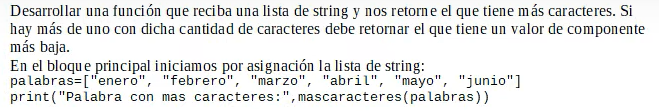 Desarrollar una función que reciba una lista de string y nos retorne el que tiene más caracteres. Si
hay más de uno con dicha cantidad de caracteres debe retornar el que tiene un valor de componente
más baja.
En el bloque principal iniciamos por asignación la lista de string:
palabras=["enero", "febrero", "marzo", "abril", "mayo", "junio"]
print("Palabra con mas caracteres:",mascaracteres(palabras))